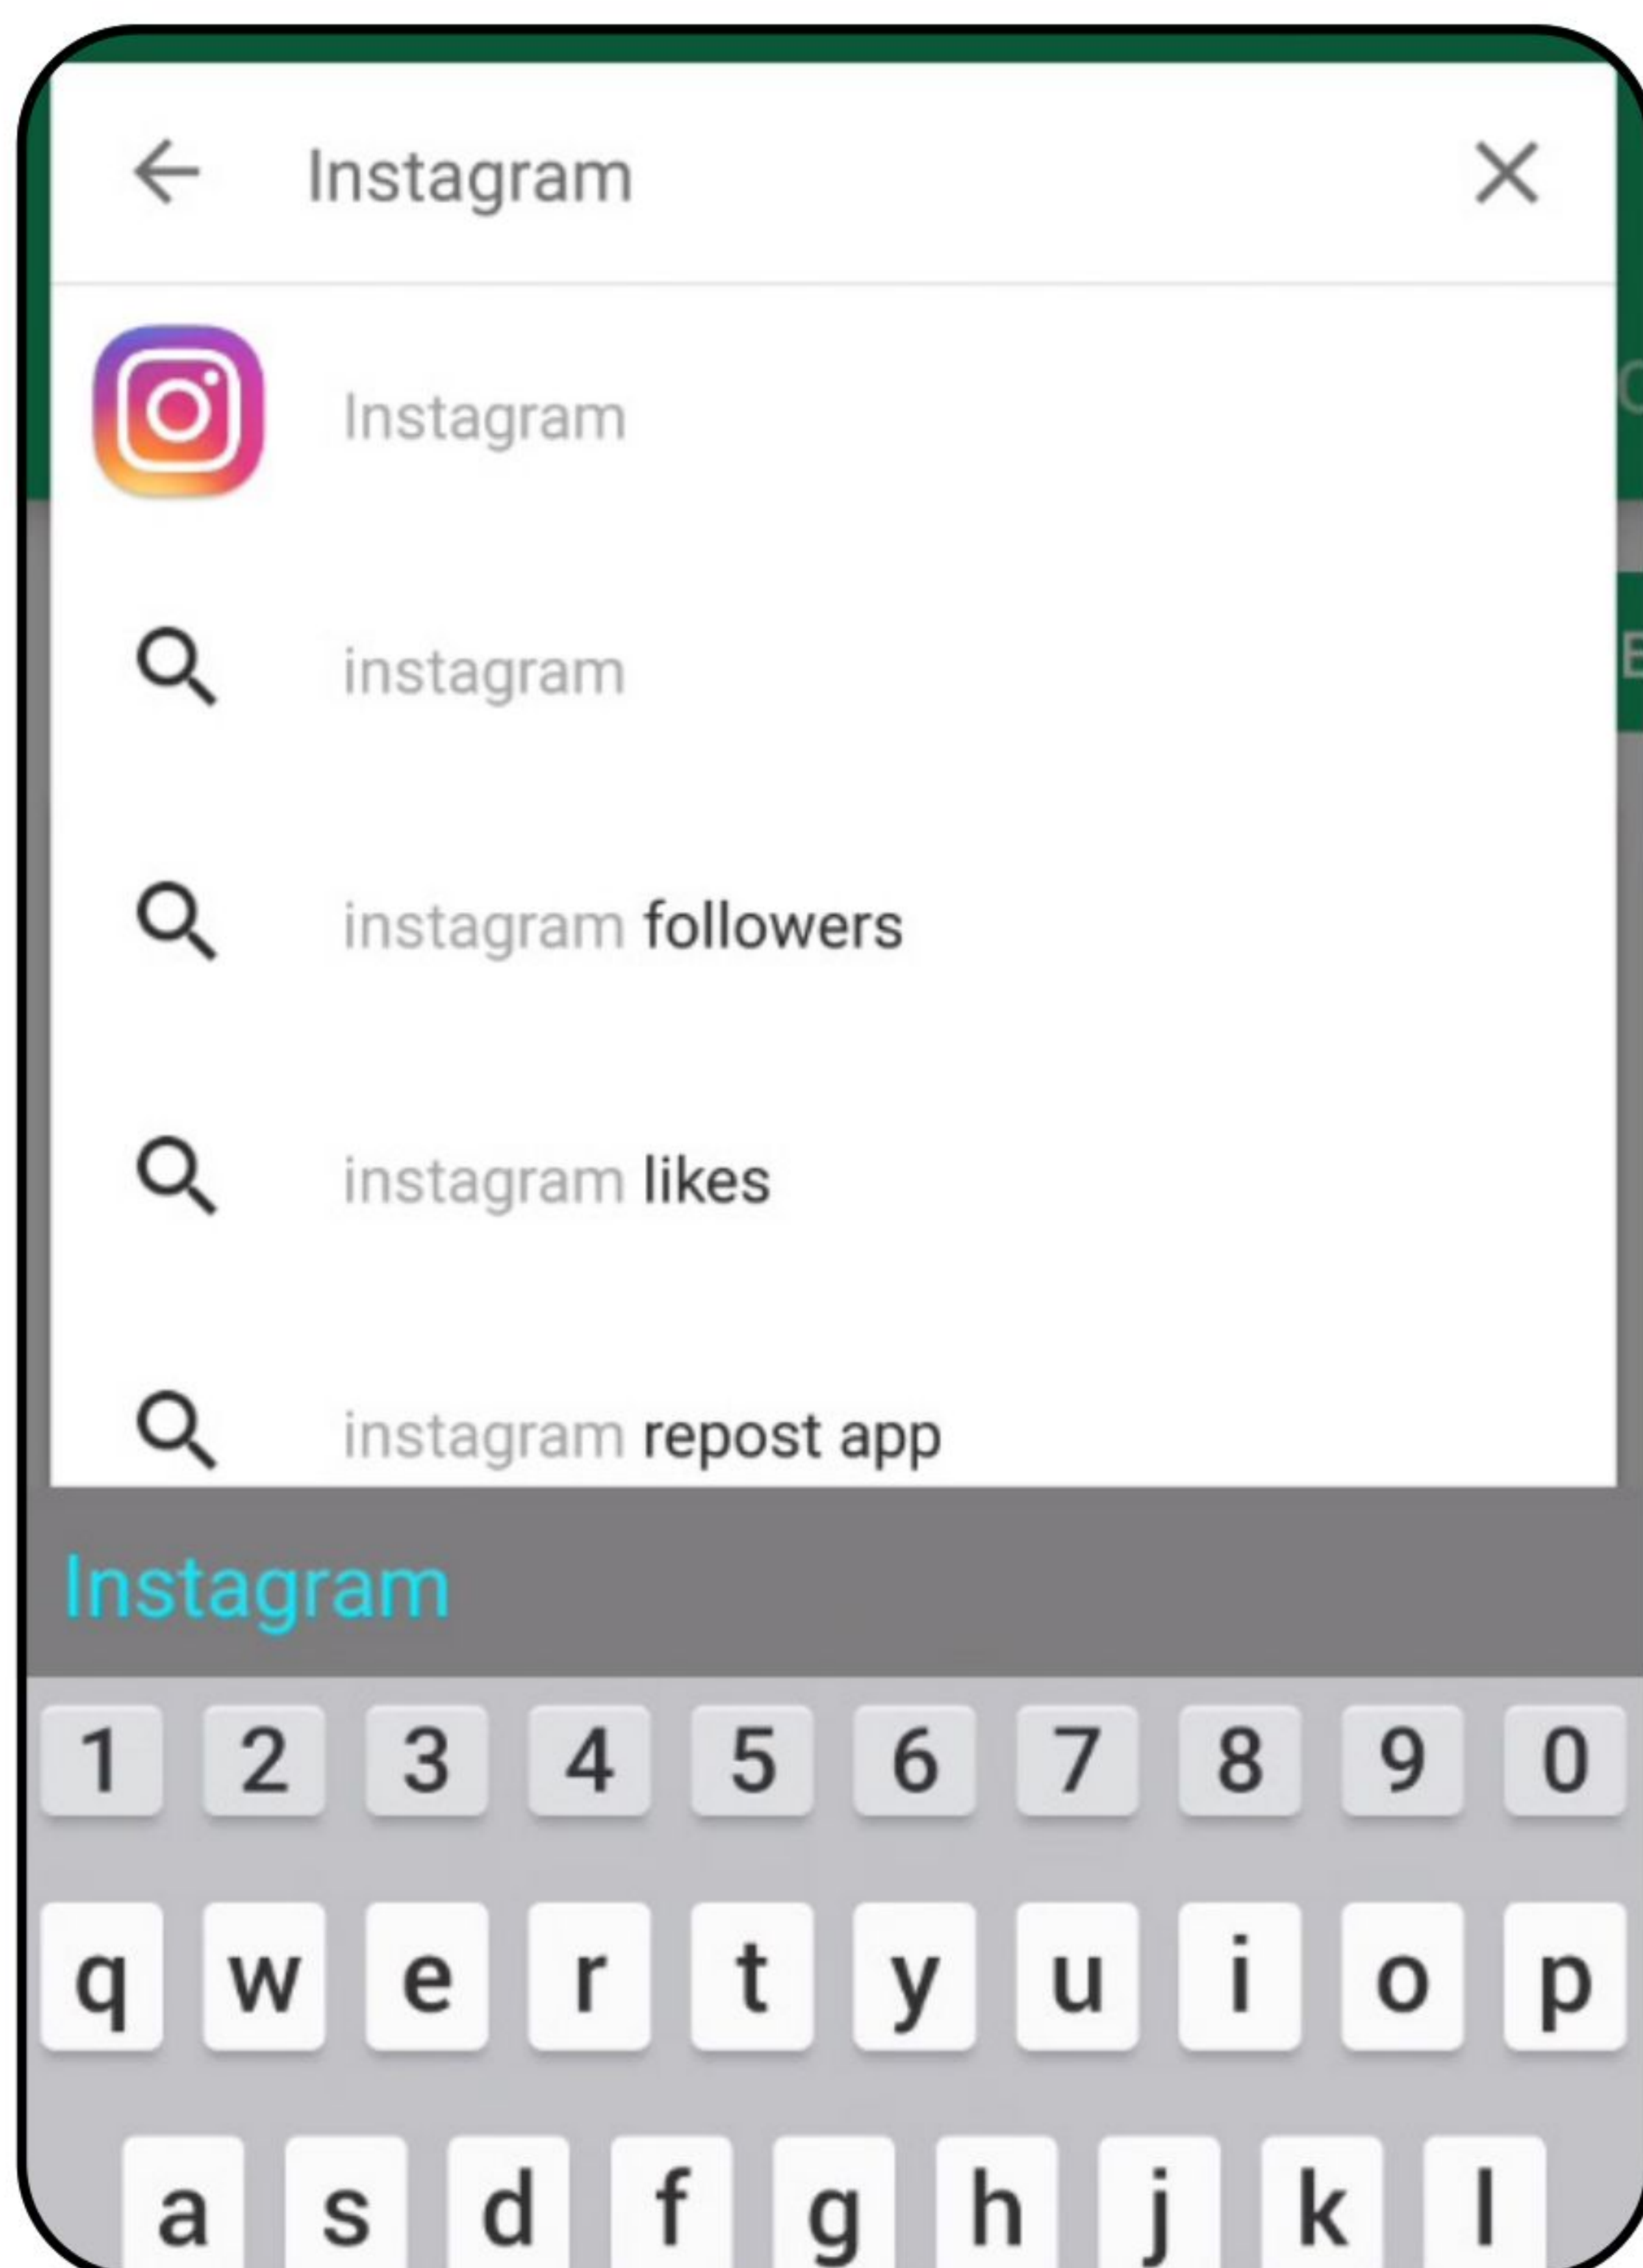 Instagram
Instagram
instagram
instagram followers
instagram likes
instagram repost app
Instagram
1 2 3 4 5 6 7 8 9 0
q w e r t y u i o p
a s d f g h j k l